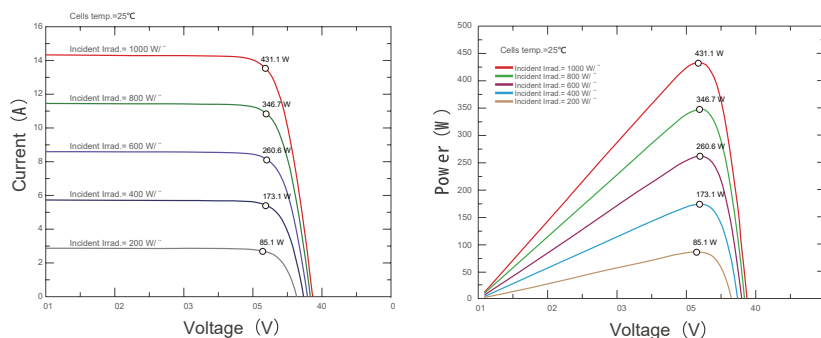 Cells temp.=25℃
16
14
12
10
8
6
4
2
0
Current (A)
Incident Irrad.= 1000 W/ ¨
431.1 W
Incident Irrad.= 800 W/ ¨
346.7 W
Incident Irrad.= 600 W/ ¨
260.6 W
Incident Irrad.= 400 W/ ¨
173.1 W
Incident Irrad.= 200 W/ ¨
85.1 W
01 02 03 05 40 0
Voltage (V)
500
450
400
350
300
250
200
150
100
50
0
Power (W)
Cells temp.=25℃
Incident Irrad.= 1000 W/ ¨
Incident Irrad.= 800 W/ ¨
Incident Irrad.= 600 W/ ¨
Incident Irrad.= 400 W/ ¨
Incident Irrad.= 200 W/ ¨
431.1 W
346.7 W
260.6 W
173.1 W
85.1 W
01 02 03 05 40
Voltage (V)